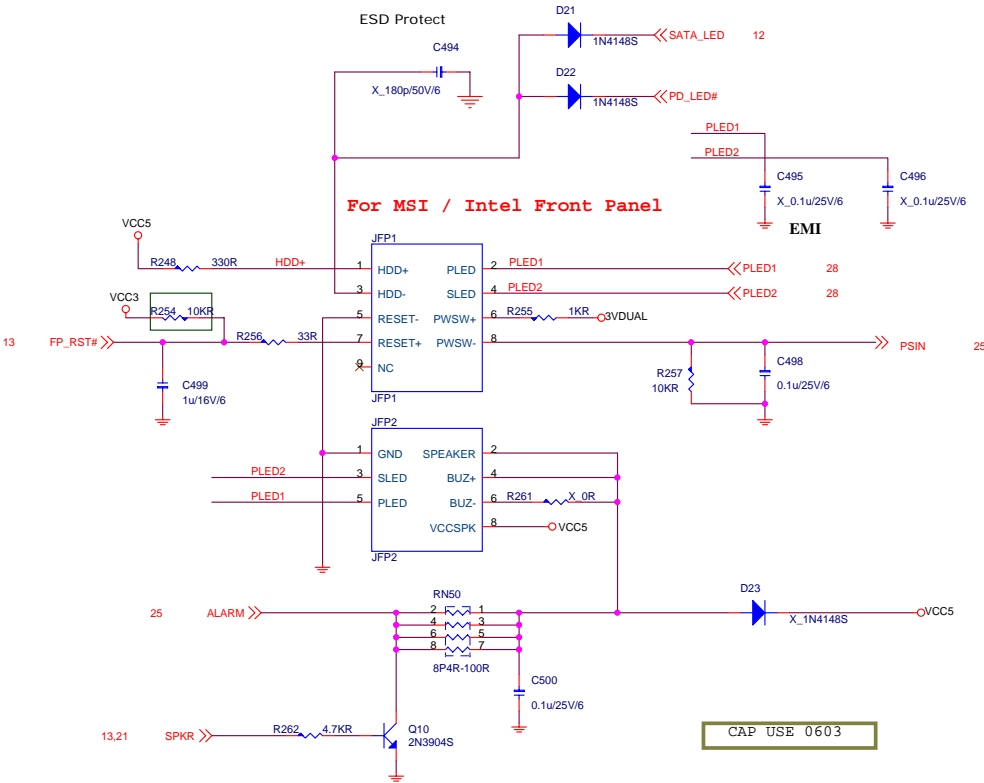 ESD Protect
D21
1N4148S
SATA_LED 12
C494
X_180p/50V/6
D22
1N4148S
PD_LED#
PLED1
PLED2
C495
X_0.1u/25V/6
C496
X_0.1u/25V/6
EMI
For MSI / Intel Front Panel
VCC5
R248 330R HDD+
JFP1
1 HDD+ PLED 2 PLED1
3 HDD- SLED 4 PLED2
5 RESET- PWSW+ 6
7 RESET+ PWSW- 8
9 NC
JFP1
PLED1 28
PLED2 28
R255 1KR 3VDUAL
VCC3
R254 10KR
13 FP_RST#
R256 33R
C499
1u/16V/6
PSIN 25
R257
10KR
C498
0.1u/25V/6
JFP2
1 GND SPEAKER 2
PLED2 3 SLED BUZ+ 4
PLED1 5 PLED BUZ- 6
VCCSPK 8
JFP2
R261 X_0R
VCC5
25 ALARM
RN50
2 1
4 3
6 5
8 7
8P4R-100R
D23
X_1N4148S
VCC5
C500
0.1u/25V/6
13,21 SPKR
R262 4.7KR
Q10
2N3904S
CAP USE 0603